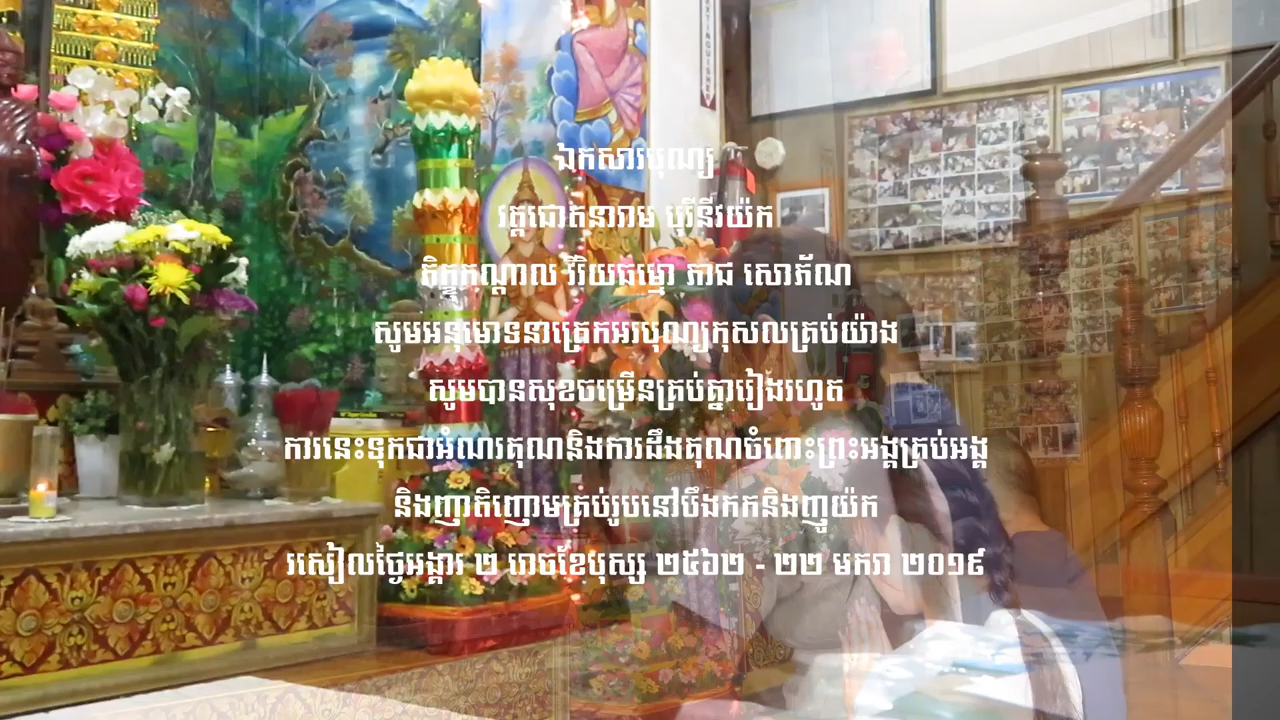 EXTINGUISHER
ឯកសារបុណ្យ
វត្តជោតនារាម ប្រីនីវយ៉ក
ភិក្ខុកណ្តាល វិរិយធម្មោ ភាជ សោភ័ណ
សូមអនុមោទនាត្រេកអរបុណ្យកុសលគ្រប់យ៉ាង
សូមបានសុខចម្រើនគ្រប់គ្នារៀងរហូត
ការនេះទុកជាអំណរគុណនិងការដឹងគុណចំពោះព្រះអង្គគ្រប់អង្គ
និងញាតិញោមគ្រប់រូបនៅបឹងកកនិងញូយ៉ក
រសៀលថ្ងៃអង្គារ ២ រោចខែបុស្ស ២៥៦២ - ២២ មករា ២០១៩